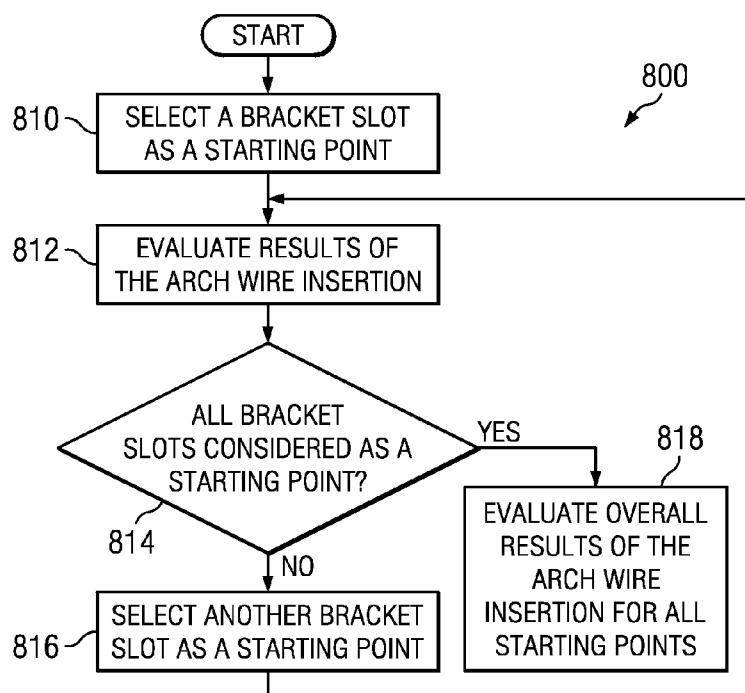 START
800
810
SELECT A BRACKET SLOT
AS A STARTING POINT
812
EVALUATE RESULTS OF
THE ARCH WIRE INSERTION
ALL BRACKET
SLOTS CONSIDERED AS A
STARTING POINT?
814
YES
NO
818
EVALUATE OVERALL
RESULTS OF THE
ARCH WIRE
INSERTION FOR ALL
STARTING POINTS
816
SELECT ANOTHER BRACKET
SLOT AS A STARTING POINT